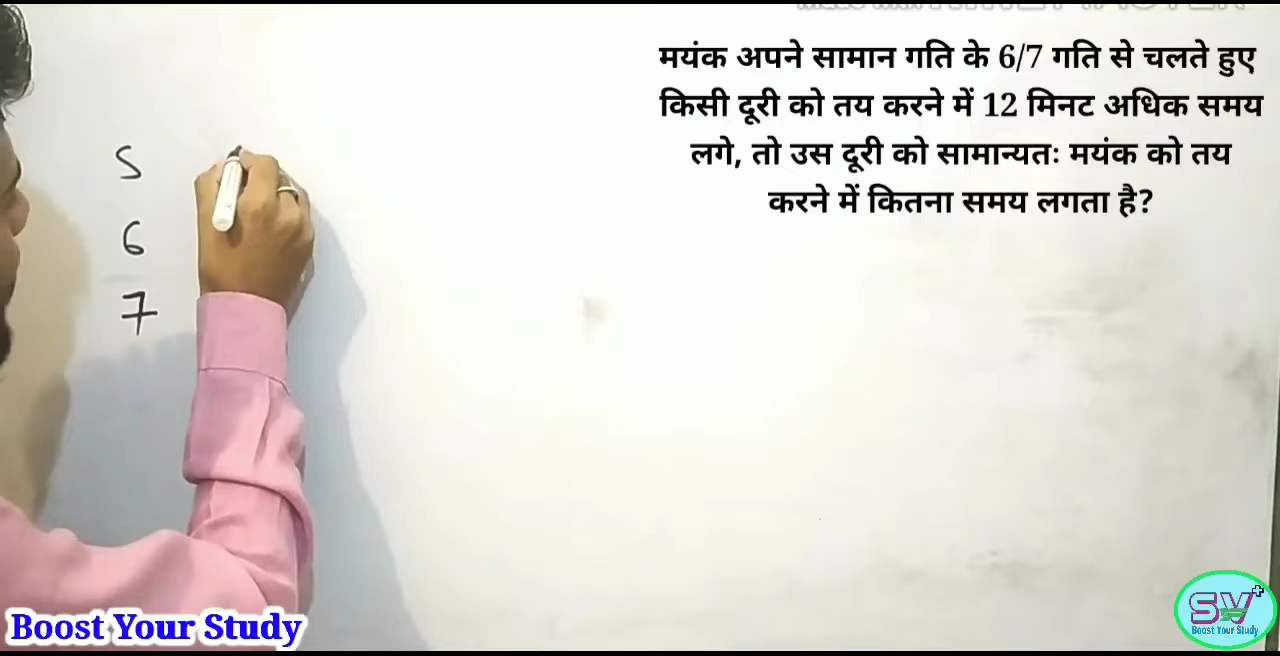 मयंक अपने सामान गति के 6/7 गति से चलते हुए
किसी दूरी को तय करने में 12 मिनट अधिक समय
लगे, तो उस दूरी को सामान्यतः मयंक को तय
करने में कितना समय लगता है?
S
6
7
Boost Your Study
SV+
Boost Your Study